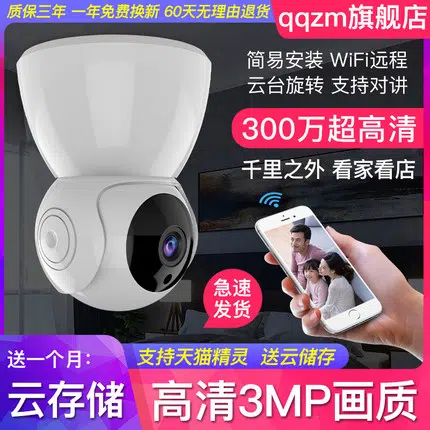 质保三年 一年免费换新 60天无理由退货
qqzm旗舰店
简易安装 WiFi远程
云台旋转 支持对讲
300万超高清
千里之外 看家看店
急速
发货
送一个月:
支持天猫精灵 送云储存
云存储
高清3MP画质